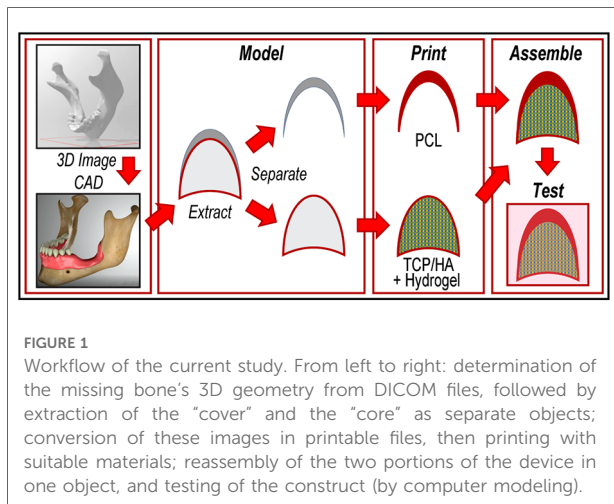 Model
Print
Assemble
3D Image
CAD
Extract
Separate
PCL
TCP/HA
+ Hydrogel
Test
FIGURE 1
Workflow of the current study. From left to right: determination of
the missing bone's 3D geometry from DICOM files, followed by
extraction of the “cover” and the “core” as separate objects;
conversion of these images in printable files, then printing with
suitable materials; reassembly of the two portions of the device in
one object, and testing of the construct (by computer modeling).